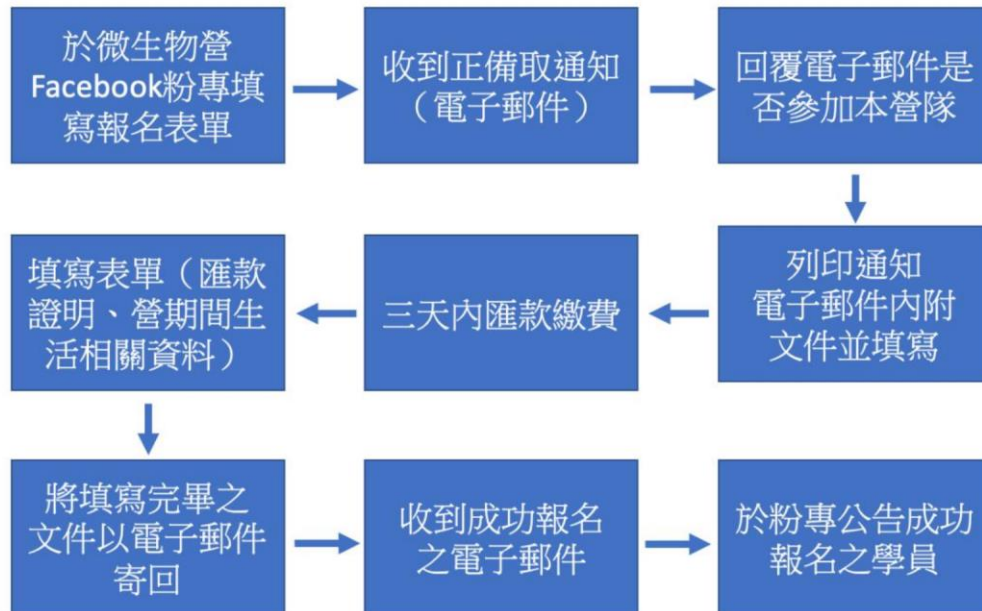 於微生物營
Facebook粉專填
寫報名表單
收到正備取通知
（電子郵件）
回覆電子郵件是
否參加本營隊
列印通知
電子郵件內附
文件並填寫
三天內匯款繳費
填寫表單（匯款
證明、營期間生
活相關資料）
將填寫完畢之
文件以電子郵件
寄回
收到成功報名
之電子郵件
於粉專公告成功
報名之學員